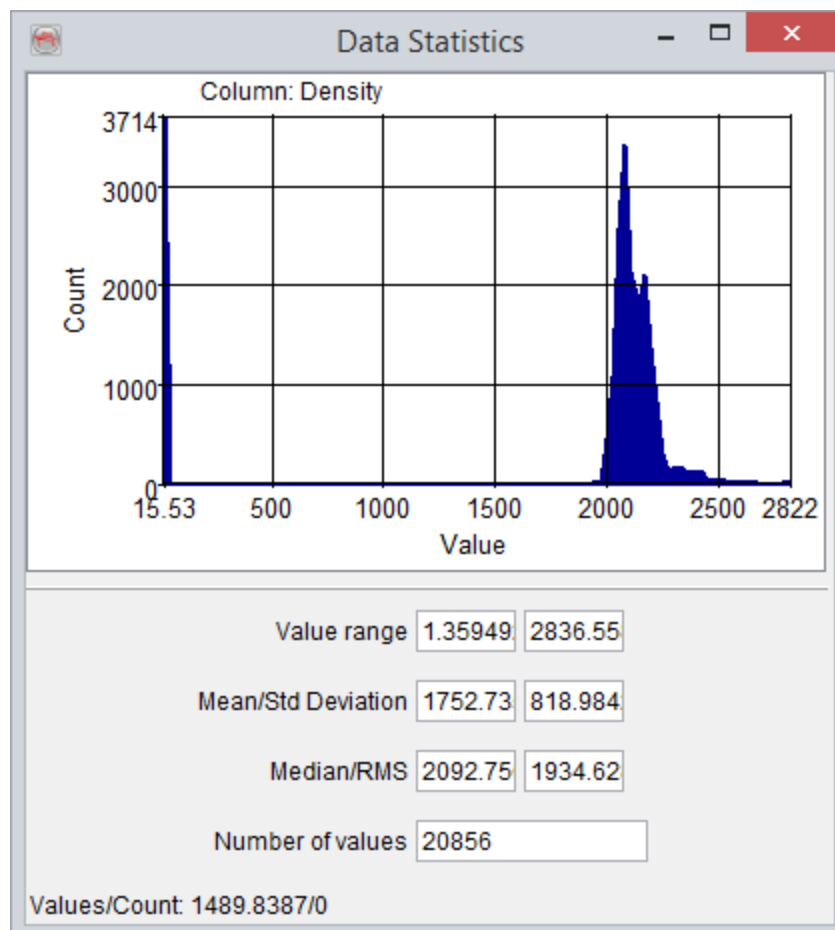 Data Statistics
Column: Density
3714
3000
2000
1000
0
Count
15.53 500 1000 1500 2000 2500 2822
Value
Value range 1.35949 2836.55
Mean/Std Deviation 1752.73 818.984
Median/RMS 2092.75 1934.62
Number of values 20856
Values/Count: 1489.8387/0